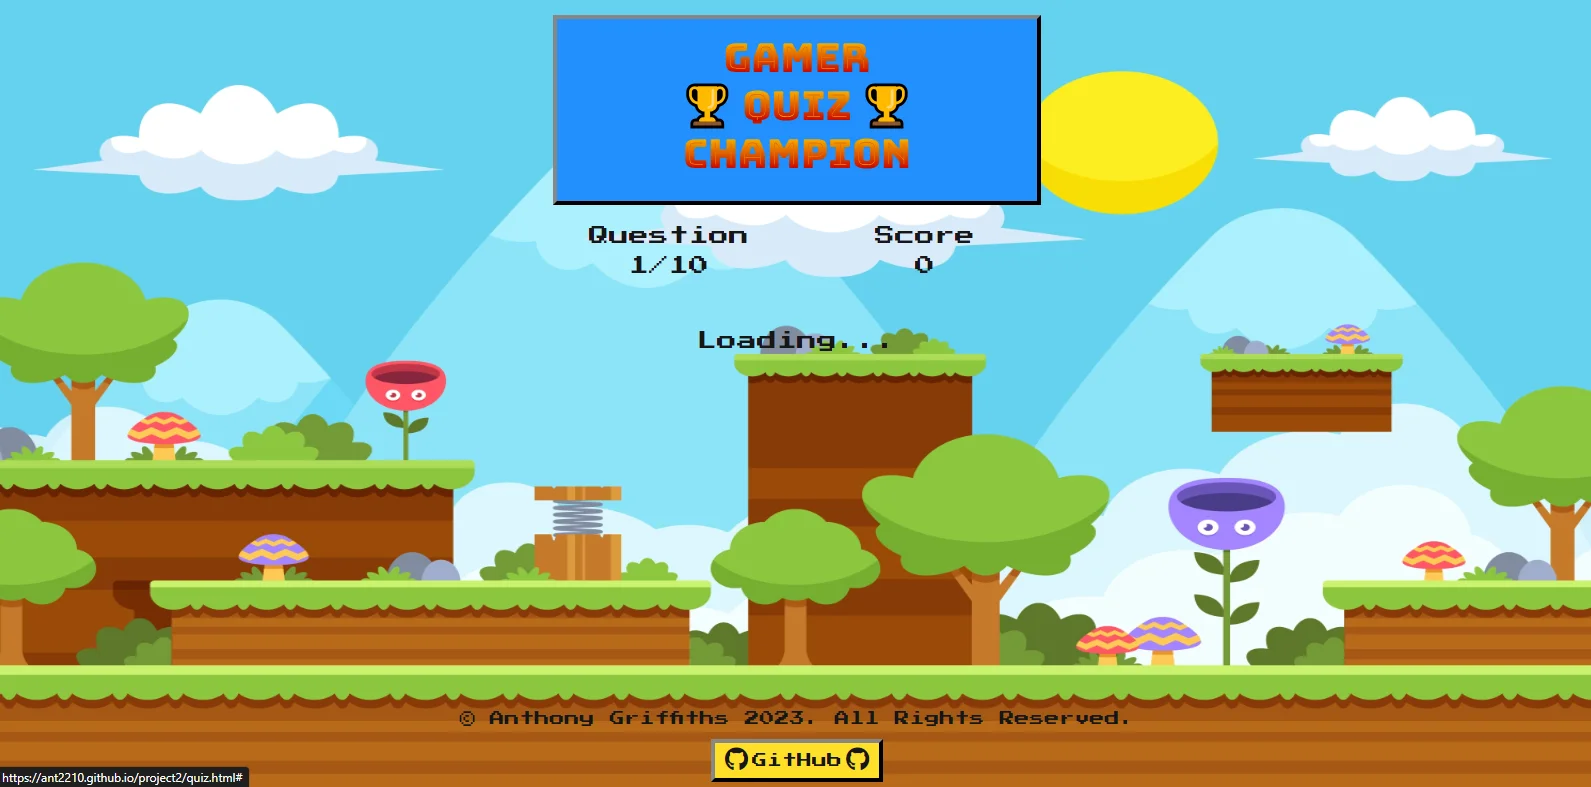 GAMER
QUIZ
CHAMPION
Question Score
1/10 0
Loading...
© Anthony Griffiths 2023. All Rights Reserved.
GitHub
https://ant2210.github.io/project2/quiz.html#